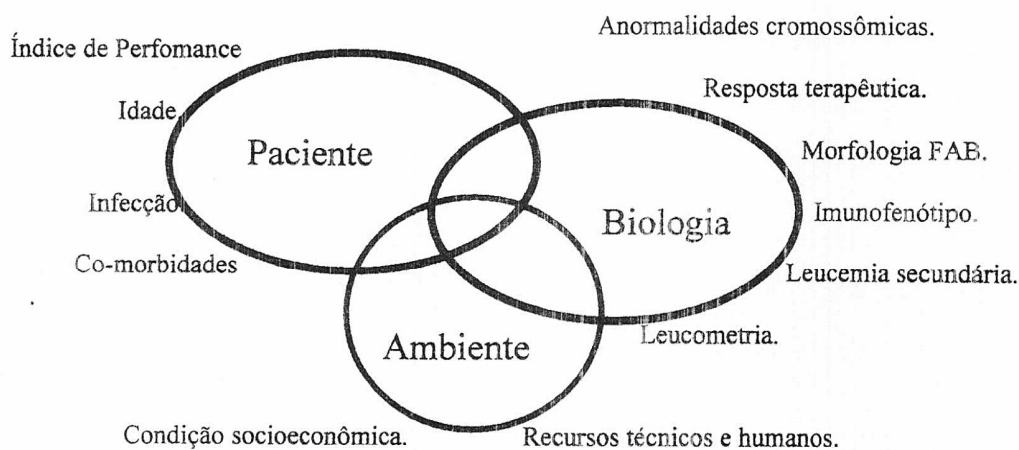 Anormalidades cromossômicas.
Índice de Perfomance
Resposta terapêutica.
Idade
Paciente
Morfologia FAB.
Infecção
Biologia
Imunofenótipo.
Co-morbidades
Leucemia secundária.
Leucometria.
Ambiente
Condição socioeconômica.
Recursos técnicos e humanos.